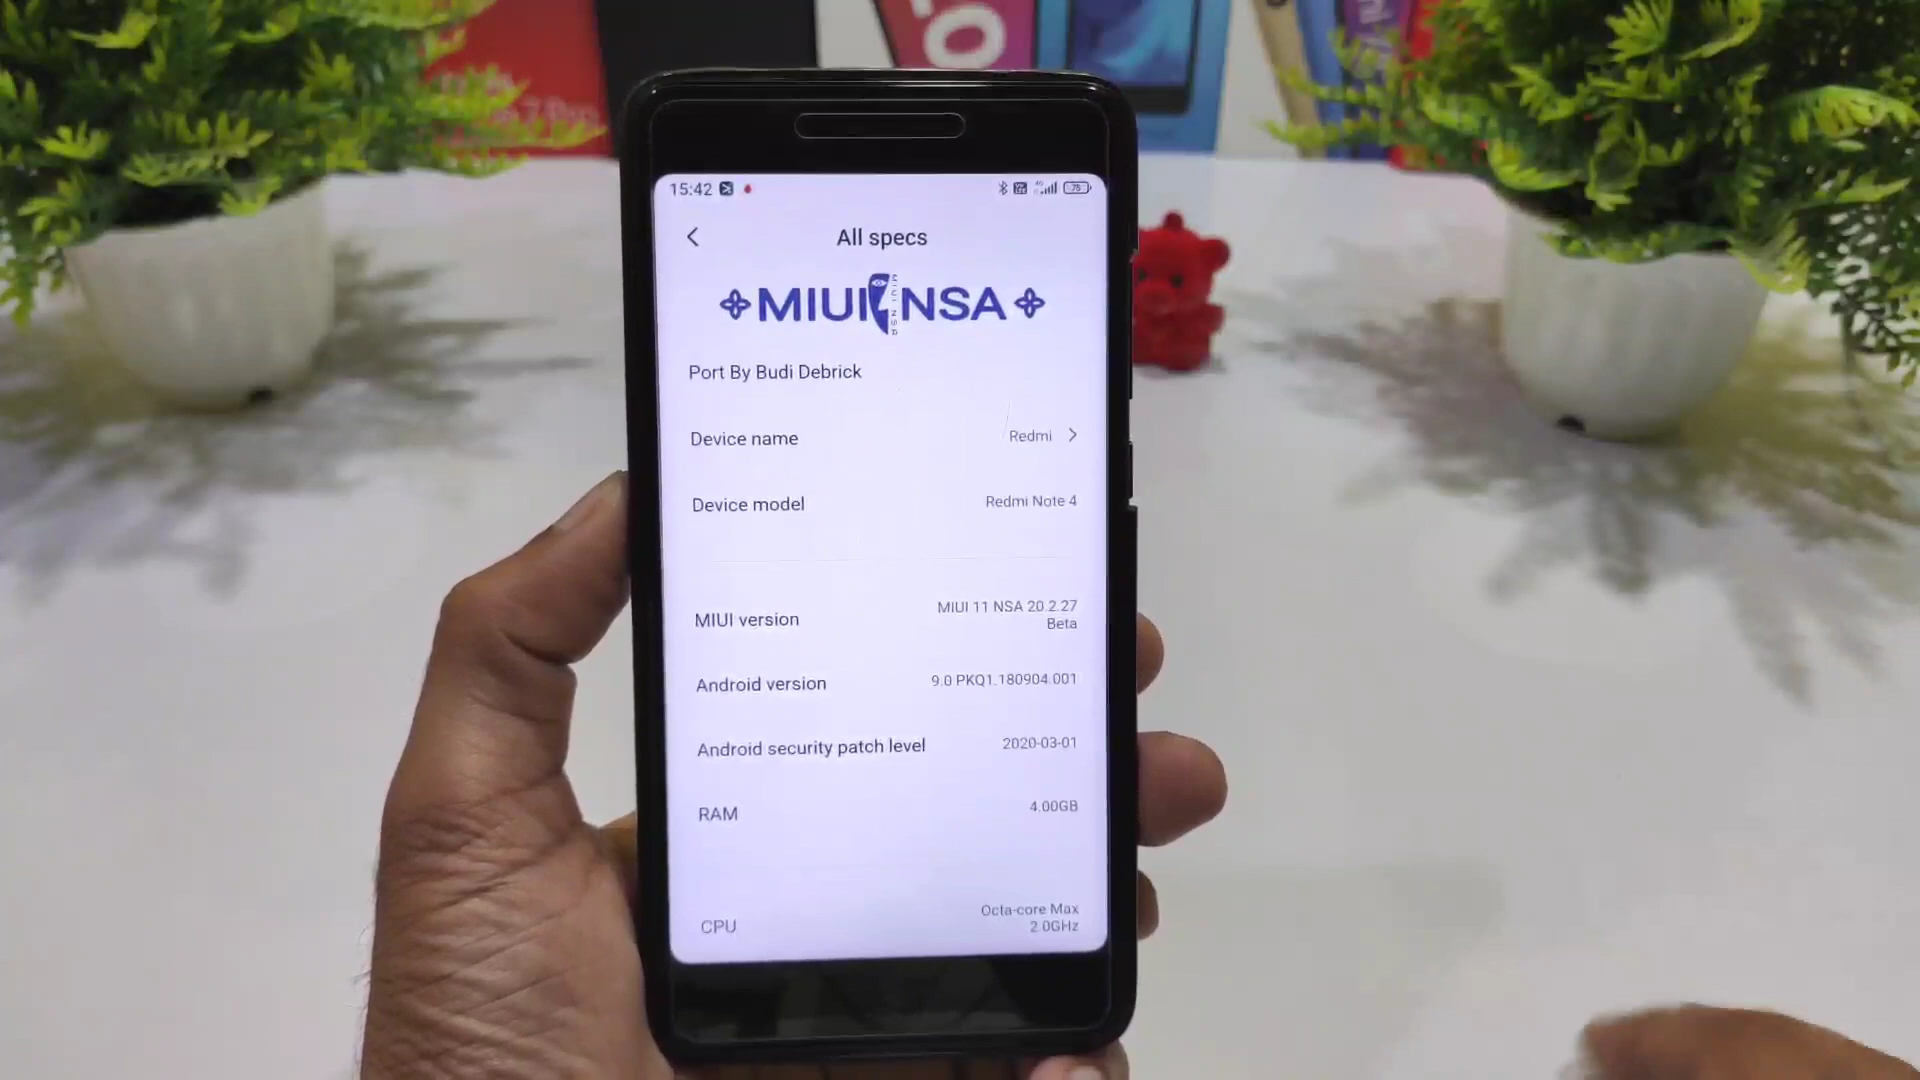 15:42
75
All specs
MIUI NSA
Port By Budi Debrick
Device name
Redmi
Device model
Redmi Note 4
MIUI version
MIUI 11 NSA 20.2.27
Beta
Android version
9.0 PKQ1.180904.001
Android security patch level
2020-03-01
RAM
4.00GB
CPU
Octa-core Max
2.0GHz